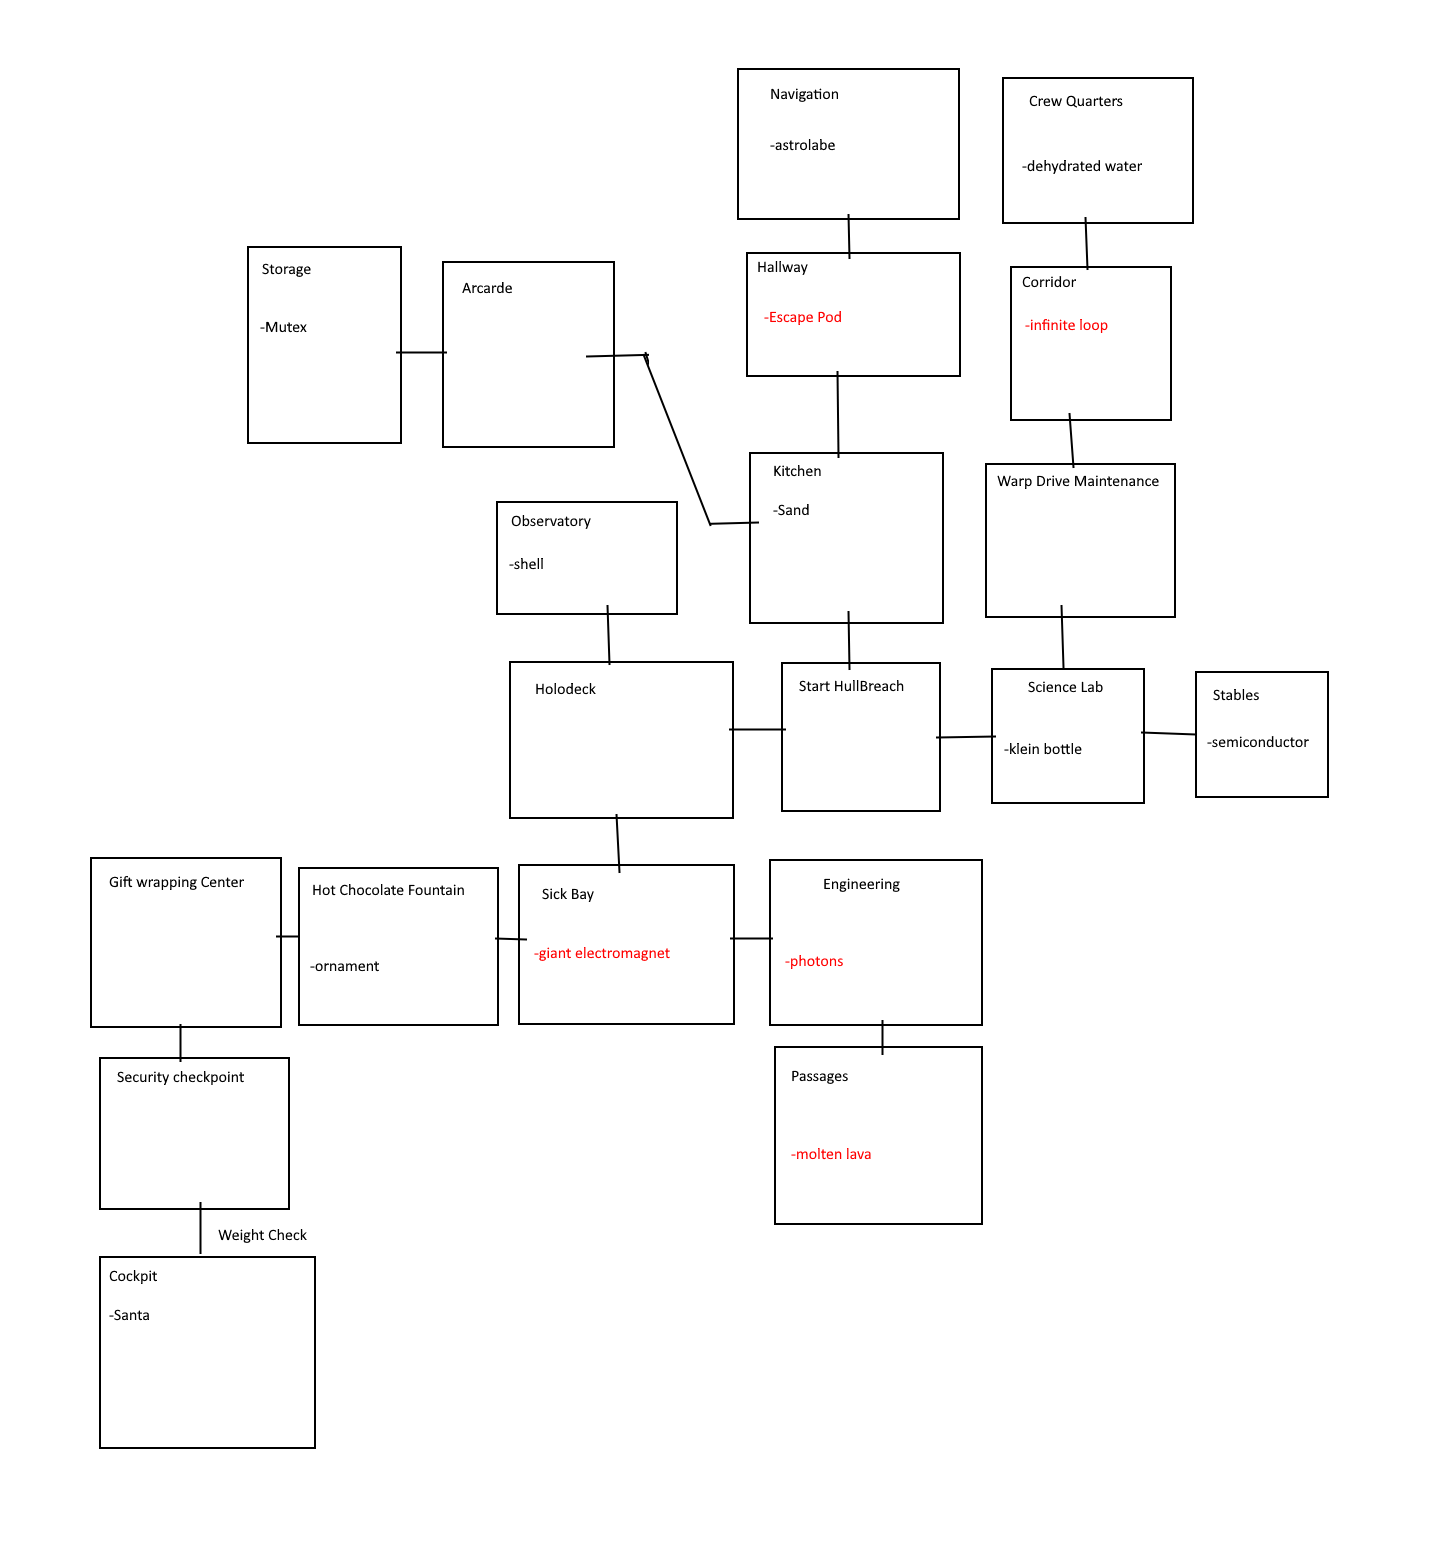 Navigation
-astrolabe
Crew Quarters
-dehydrated water
Storage
-Mutex
Arcarde
Hallway
-Escape Pod
Corridor
-infinite loop
Kitchen
-Sand
Warp Drive Maintenance
Observatory
-shell
Holodeck
Start HullBreach
Science Lab
-klein bottle
Stables
-semiconductor
Gift wrapping Center
Hot Chocolate Fountain
-ornament
Sick Bay
-giant electromagnet
Engineering
-photons
Security checkpoint
Passages
-molten lava
Weight Check
Cockpit
-Santa